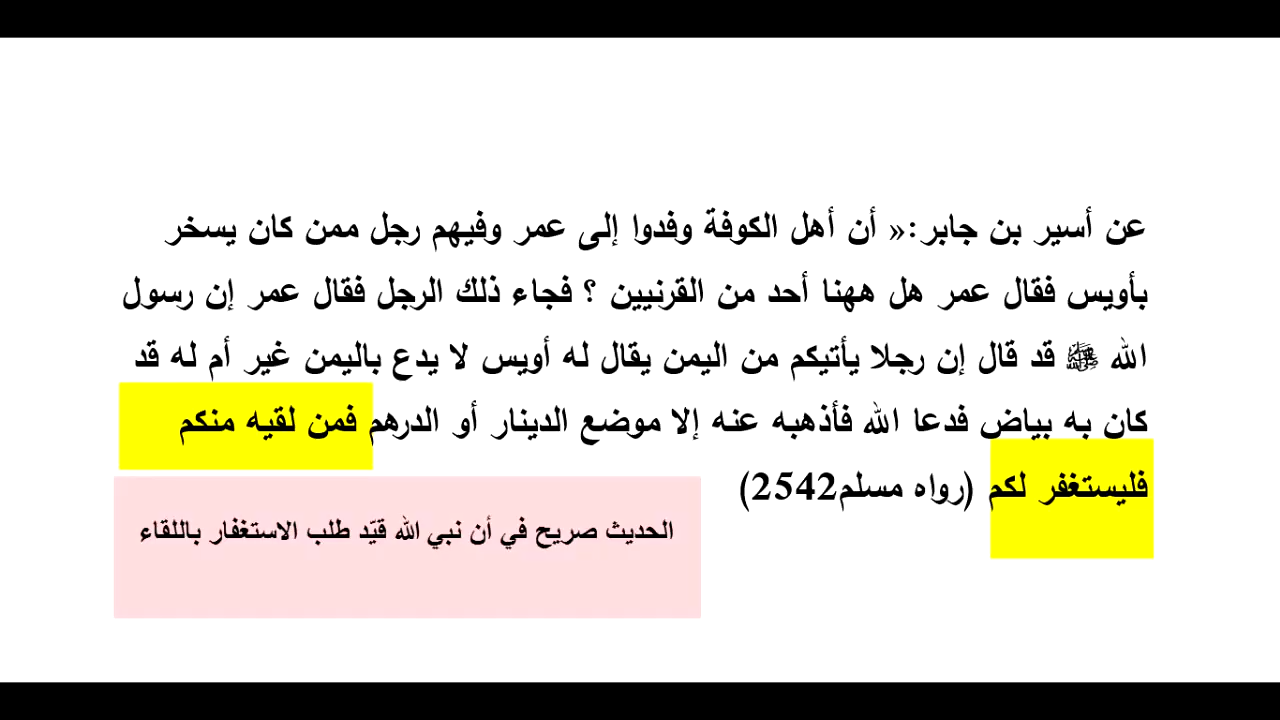 عن أسير بن جابر:« أن أهل الكوفة وفدوا إلى عمر وفيهم رجل ممن كان يسخر
بأويس فقال عمر هل ههنا أحد من القرنيين ؟ فجاء ذلك الرجل فقال عمر إن رسول
الله ﷺ قد قال إن رجلا يأتيكم من اليمن يقال له أويس لا يدع باليمن غير أم له قد
كان به بياض فدعا الله فأذهبه عنه إلا موضع الدينار أو الدرهم فمن لقيه منكم
فليستغفر لكم (رواه مسلم2542)
الحديث صريح في أن نبي الله قيّد طلب الاستغفار باللقاء